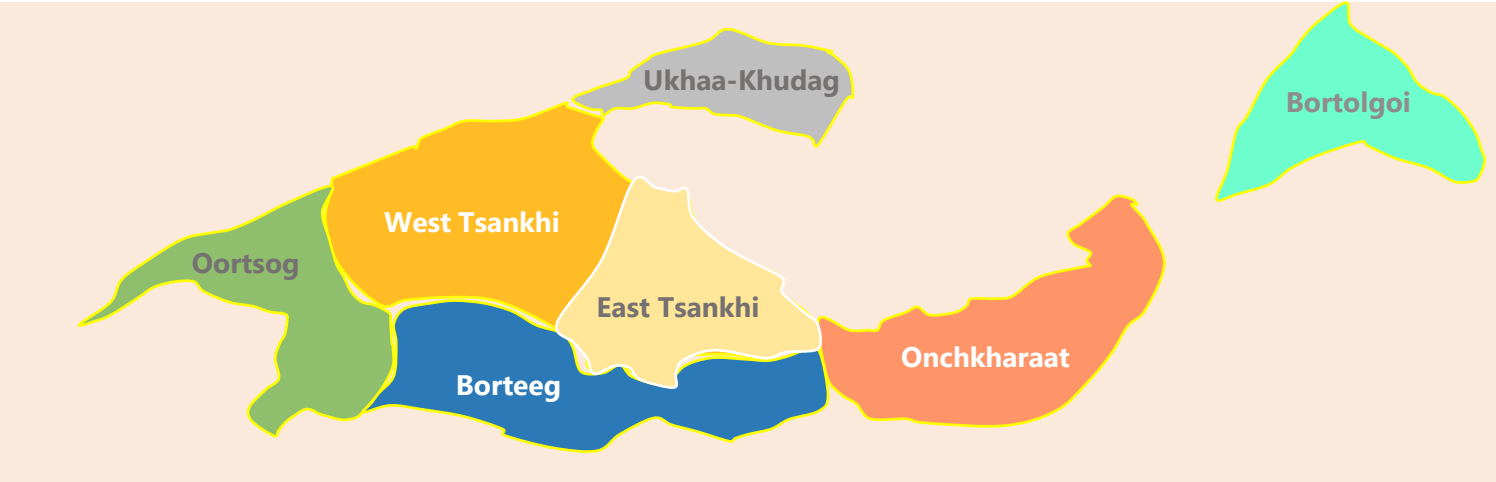 Ukhaa-Khudag
Bortolgoi
West Tsankhi
Oortsog
East Tsankhi
Onchkharaat
Borteeg